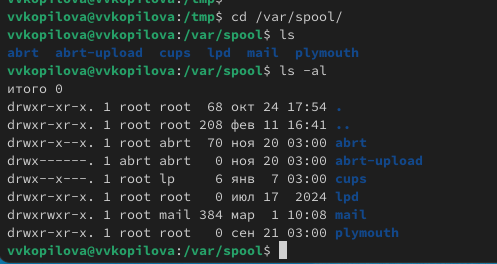 vvkopilova@vvkopilova:/tmp$
vvkopilova@vvkopilova:/tmp$ cd /var/spool/
vvkopilova@vvkopilova:/var/spool$ ls
abrt abrt-upload cups lpd mail plymouth
vvkopilova@vvkopilova:/var/spool$ ls -al
итого 0
drwxr-xr-x. 1 root root 68 окт 24 17:54 .
drwxr-xr-x. 1 root root 208 фев 11 16:41 ..
drwxr-x--x. 1 root abrt 70 ноя 20 03:00 abrt
drwx------. 1 abrt abrt 0 ноя 20 03:00 abrt-upload
drwx--x---. 1 root lp 6 янв 7 03:00 cups
drwxr-xr-x. 1 root root 0 июл 17 2024 lpd
drwxrwxr-x. 1 root mail 384 мар 1 10:08 mail
drwxr-xr-x. 1 root root 0 сен 21 03:00 plymouth
vvkopilova@vvkopilova:/var/spool$